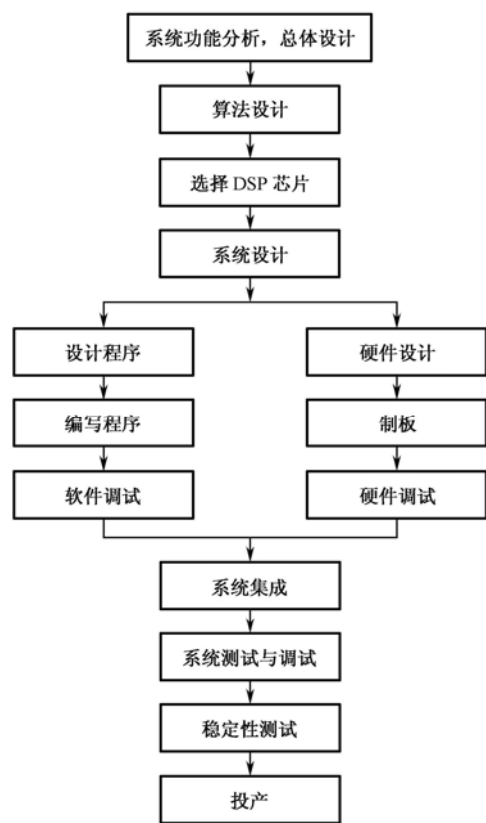 系统功能分析，总体设计
算法设计
选择 DSP 芯片
系统设计
设计程序
硬件设计
编写程序
制板
软件调试
硬件调试
系统集成
系统测试与调试
稳定性测试
投产